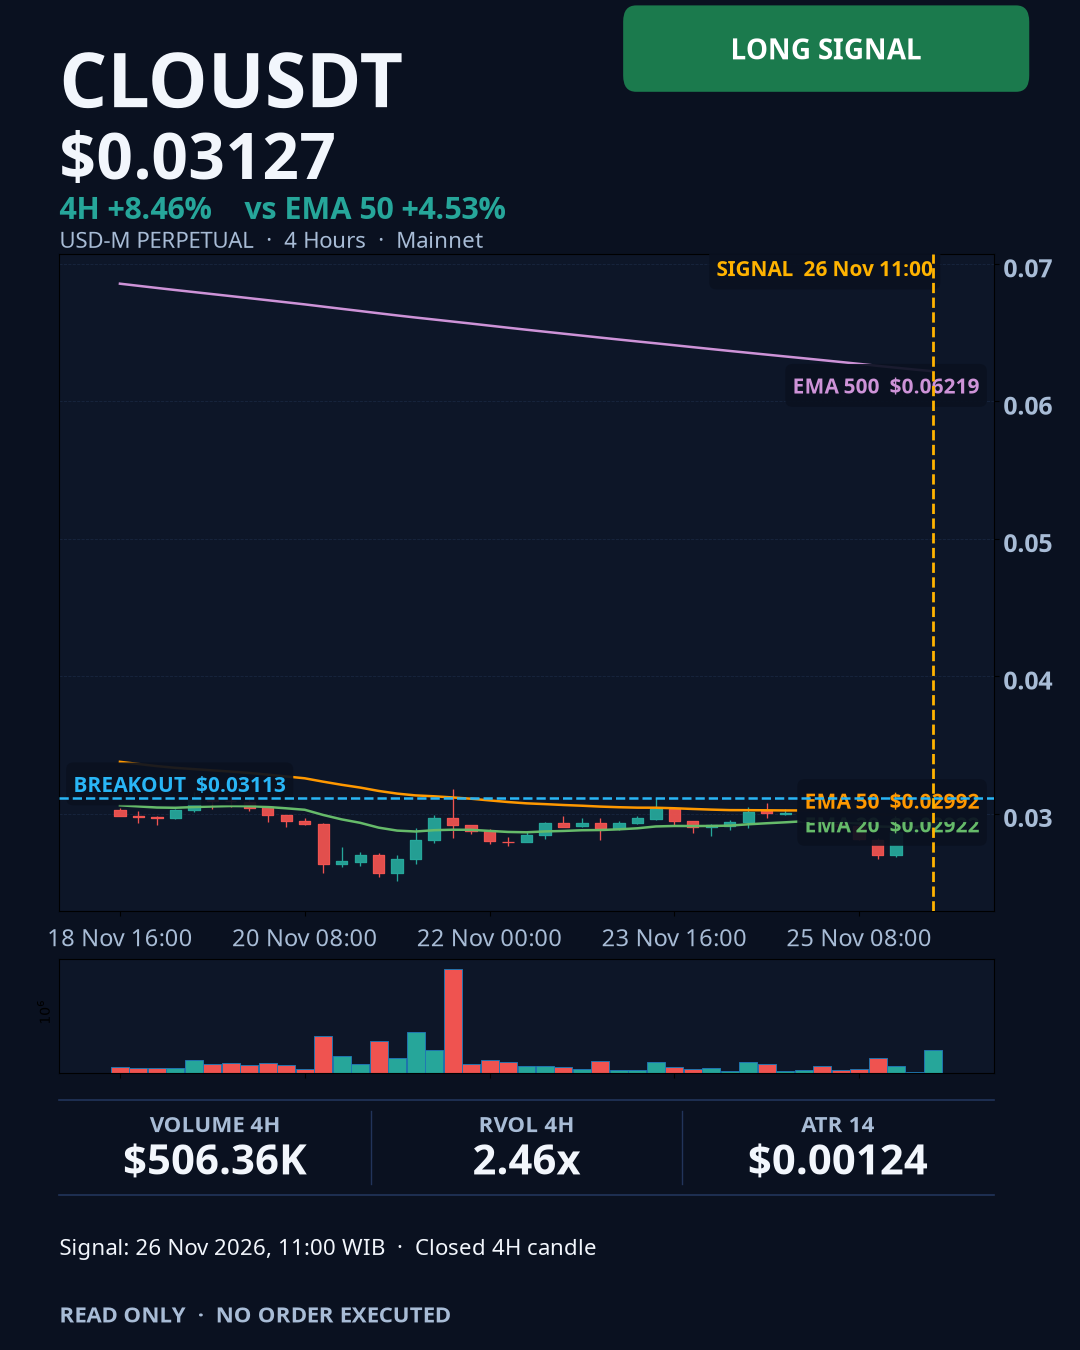 LONG SIGNAL
CLOUSDT
$0.03127
4H +8.46% vs EMA 50 +4.53%
USD-M PERPETUAL · 4 Hours · Mainnet
SIGNAL 26 Nov 11:00
0.07
EMA 500 $0.06219
0.06
0.05
0.04
BREAKOUT $0.03113
EMA 50 $0.02992
0.03
EMA 20 $0.02922
18 Nov 16:00
20 Nov 08:00
22 Nov 00:00
23 Nov 16:00
25 Nov 08:00
10⁶
VOLUME 4H
$506.36K
RVOL 4H
2.46x
ATR 14
$0.00124
Signal: 26 Nov 2026, 11:00 WIB · Closed 4H candle
READ ONLY · NO ORDER EXECUTED